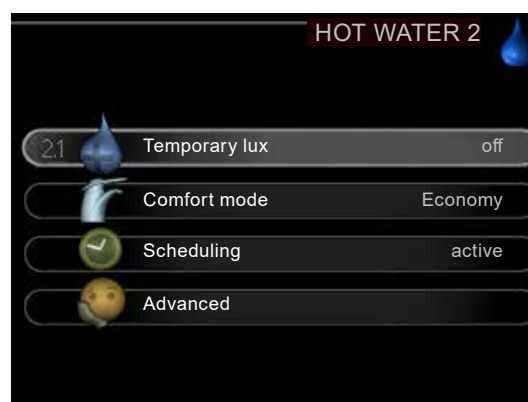 HOT WATER 2
2.1 Temporary lux off
Comfort mode Economy
Scheduling active
Advanced